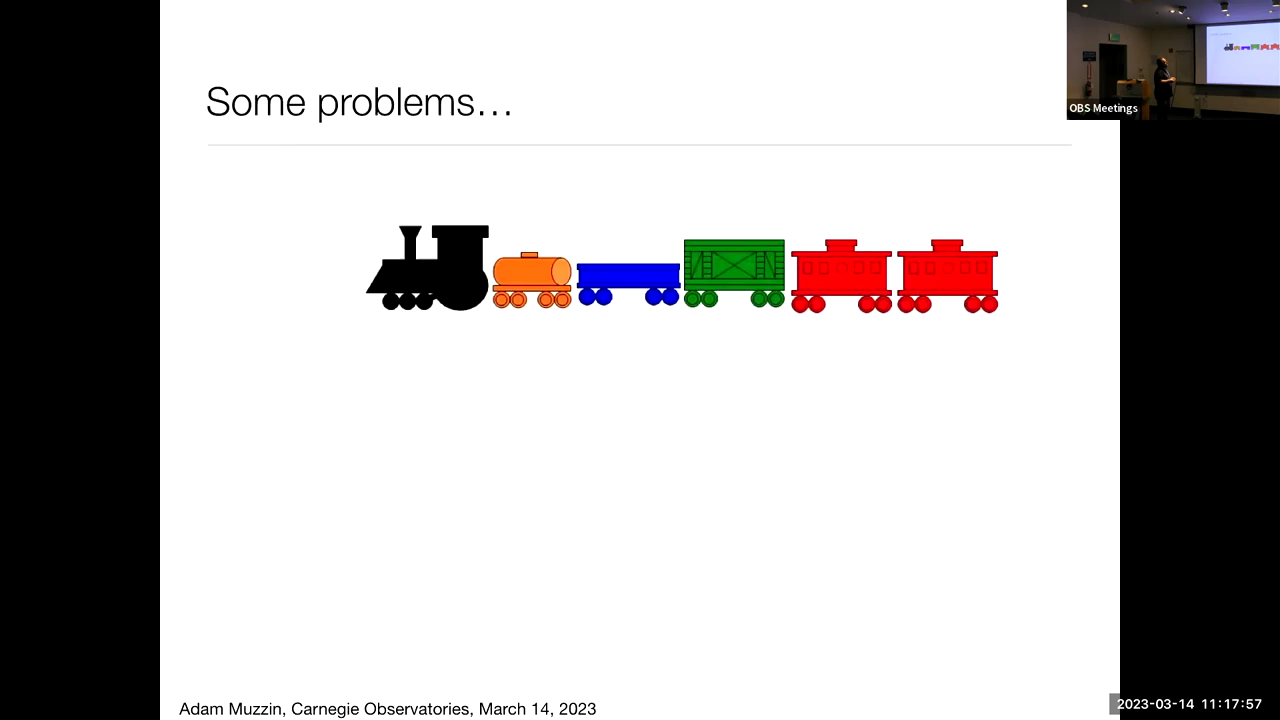 Some problems…
OBS Meetings
Adam Muzzin, Carnegie Observatories, March 14, 2023
2023-03-14 11:17:57